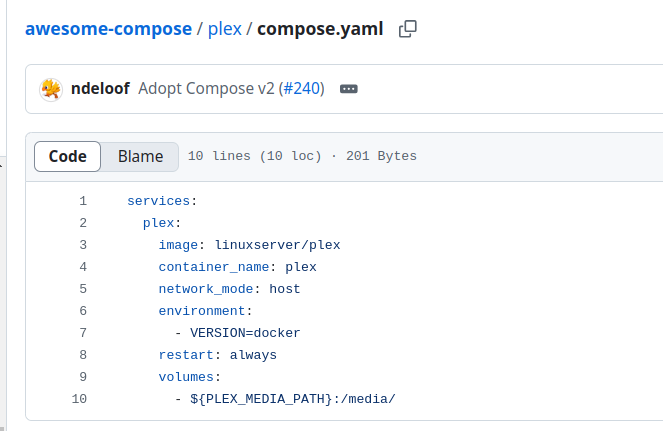 awesome-compose / plex / compose.yaml
ndeloof Adopt Compose v2 (#240)
Code Blame 10 lines (10 loc) · 201 Bytes
1 services:
2 plex:
3 image: linuxserver/plex
4 container_name: plex
5 network_mode: host
6 environment:
7 - VERSION=docker
8 restart: always
9 volumes:
10 - ${PLEX_MEDIA_PATH}:/media/